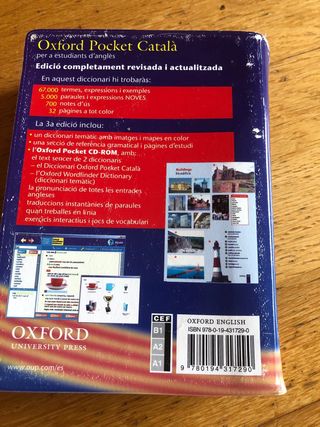 Oxford Pocket Català
per a estudiants d'anglès
Edició completament revisada i actualitzada
En aquest diccionari hi trobaràs:
67.000 termes, expressions i exemples
5.000 paraules i expressions NOVES
700 notes d'ús
32 pàgines a tot color
La 3a edició inclou:
• un diccionari temàtic amb imatges i mapes en color
• una secció de referència gramatical i pàgines d'estudi
• l'Oxford Pocket CD-ROM, amb:
el text sencer de 2 diccionaris
– el Diccionari Oxford Pocket Català
– l'Oxford Wordfinder Dictionary
(diccionari temàtic)
la pronunciació de totes les entrades
angleses
traduccions instantànies de paraules
quan treballes en línia
exercicis interactius i jocs de vocabulari
Buildings
OXFORD
UNIVERSITY PRESS
www.oup.com/es
CEF
B1
A2
A1
OXFORD ENGLISH
ISBN 978-0-19-431729-0
9 780194 317290